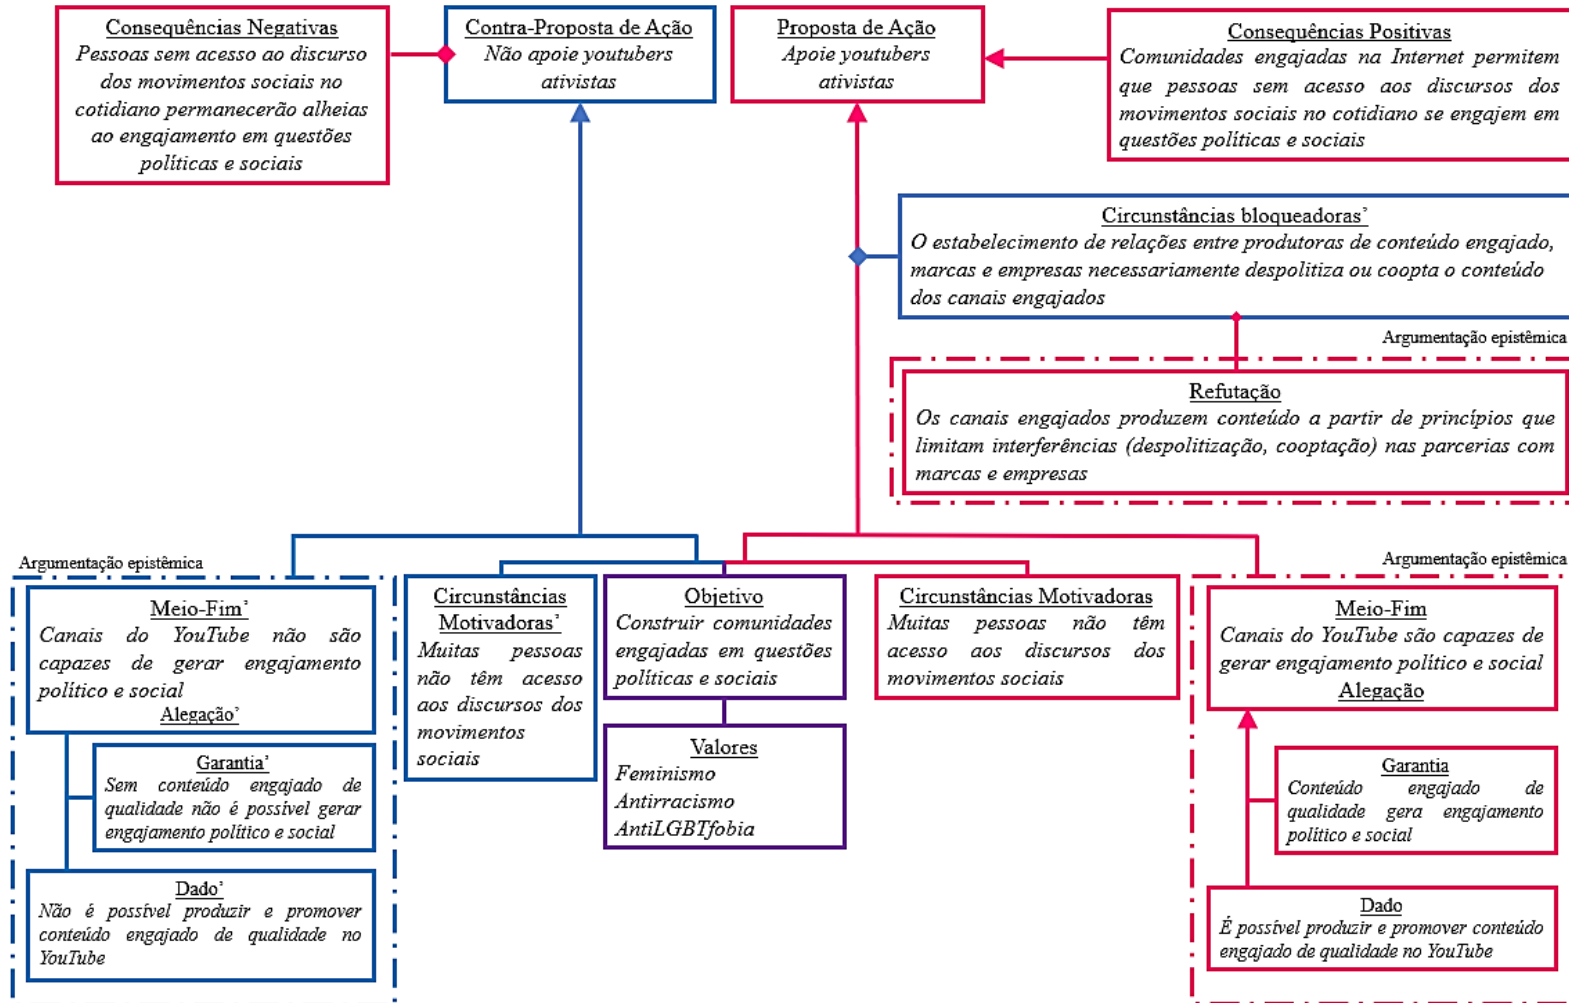 Consequências Negativas
Pessoas sem acesso ao discurso
dos movimentos sociais no
cotidiano permanecerão alheias
ao engajamento em questões
políticas e sociais
Contra-Proposta de Ação
Não apoie youtubers
ativistas
Proposta de Ação
Apoie youtubers
ativistas
Consequências Positivas
Comunidades engajadas na Internet permitem
que pessoas sem acesso aos discursos dos
movimentos sociais no cotidiano se engajem em
questões políticas e sociais
Circunstâncias bloqueadoras’
O estabelecimento de relações entre produtoras de conteúdo engajado,
marcas e empresas necessariamente despolitiza ou coopta o conteúdo
dos canais engajados
Argumentação epistêmica
Refutação
Os canais engajados produzem conteúdo a partir de princípios que
limitam interferências (despolitização, cooptação) nas parcerias com
marcas e empresas
Argumentação epistêmica
Meio-Fim’
Canais do YouTube não são
capazes de gerar engajamento
político e social
Alegação’
Garantia’
Sem conteúdo engajado de
qualidade não é possível gerar
engajamento político e social
Dado’
Não é possível produzir e promover
conteúdo engajado de qualidade no
YouTube
Circunstâncias
Motivadoras’
Muitas pessoas
não têm acesso
aos discursos dos
movimentos
sociais
Objetivo
Construir comunidades
engajadas em questões
políticas e sociais
Valores
Feminismo
Antirracismo
AntiLGBTfobia
Circunstâncias Motivadoras
Muitas pessoas não têm
acesso aos discursos dos
movimentos sociais
Argumentação epistêmica
Meio-Fim
Canais do YouTube são capazes de
gerar engajamento político e social
Alegação
Garantia
Conteúdo engajado de
qualidade gera engajamento
político e social
Dado
É possível produzir e promover conteúdo
engajado de qualidade no YouTube